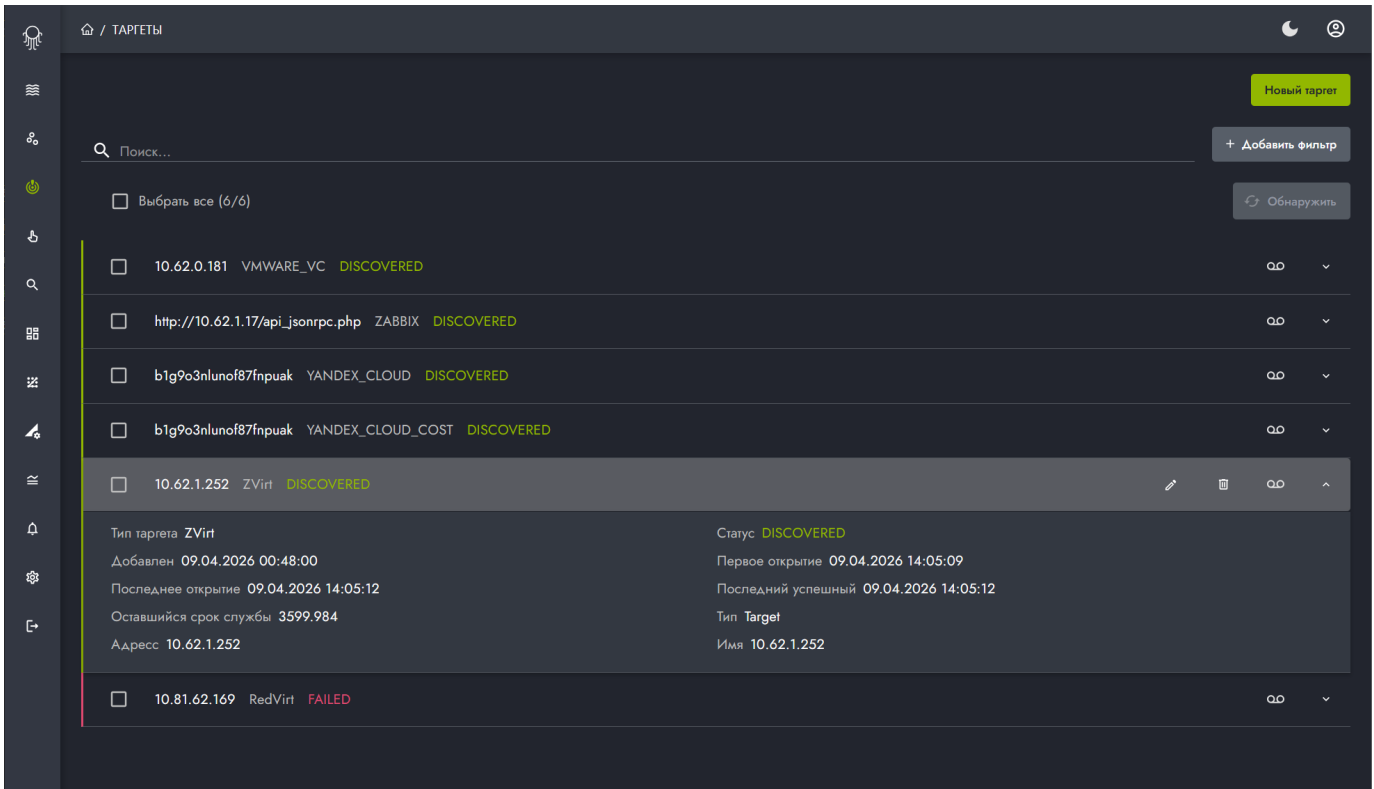 / ТАРГЕТЫ
Новый таргет
Поиск...
+ Добавить фильтр
Выбрать все (6/6)
Обнаружить
10.62.0.181 VMWARE_VC DISCOVERED
http://10.62.1.17/api_jsonrpc.php ZABBIX DISCOVERED
b1g9o3nlunof87fnpuak YANDEX_CLOUD DISCOVERED
b1g9o3nlunof87fnpuak YANDEX_CLOUD_COST DISCOVERED
10.62.1.252 ZVirt DISCOVERED
Тип таргета ZVirt
Статус DISCOVERED
Добавлен 09.04.2026 00:48:00
Первое открытие 09.04.2026 14:05:09
Последнее открытие 09.04.2026 14:05:12
Последний успешный 09.04.2026 14:05:12
Оставшийся срок службы 3599.984
Тип Target
Адресс 10.62.1.252
Имя 10.62.1.252
10.81.62.169 RedVirt FAILED